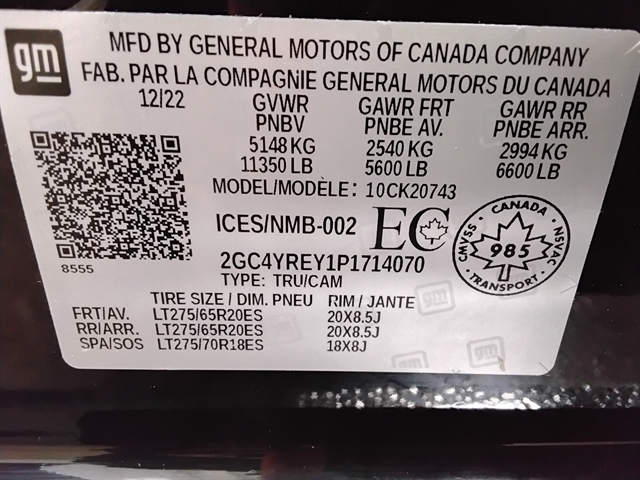 gm
MFD BY GENERAL MOTORS OF CANADA COMPANY
FAB. PAR LA COMPAGNIE GENERAL MOTORS DU CANADA
12/22 GVWR GAWR FRT GAWR RR
PNBV PNBE AV. PNBE ARR.
5148 KG 2540 KG 2994 KG
11350 LB 5600 LB 6600 LB
MODEL/MODÈLE: 10CK20743
ICES/NMB-002 EC
CANADA
CMVSS 985 NSVAC
8555 2GC4YREY1P1714070
TYPE: TRU/CAM
TIRE SIZE / DIM. PNEU RIM / JANTE
FRT/AV. LT275/65R20ES 20X8.5J
RR/ARR. LT275/65R20ES 20X8.5J
SPA/SOS LT275/70R18ES 18X8J